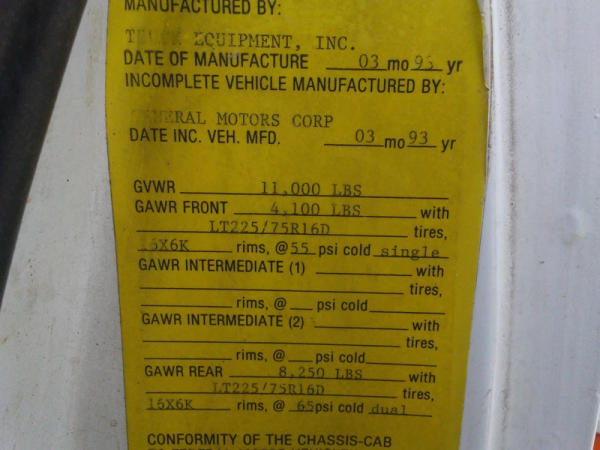 MANUFACTURED BY:
TRUCK EQUIPMENT, INC.
DATE OF MANUFACTURE 03 mo 93 yr
INCOMPLETE VEHICLE MANUFACTURED BY:
GENERAL MOTORS CORP
DATE INC. VEH. MFD. 03 mo 93 yr
GVWR 11,000 LBS
GAWR FRONT 4,100 LBS with
LT225/75R16D tires,
16X6K rims, @ 55 psi cold single
GAWR INTERMEDIATE (1) with
tires,
rims, @ psi cold
GAWR INTERMEDIATE (2) with
tires,
rims, @ psi cold
GAWR REAR 8,250 LBS with
LT225/75R16D tires,
16X6K rims, @ 65 psi cold dual
CONFORMITY OF THE CHASSIS-CAB